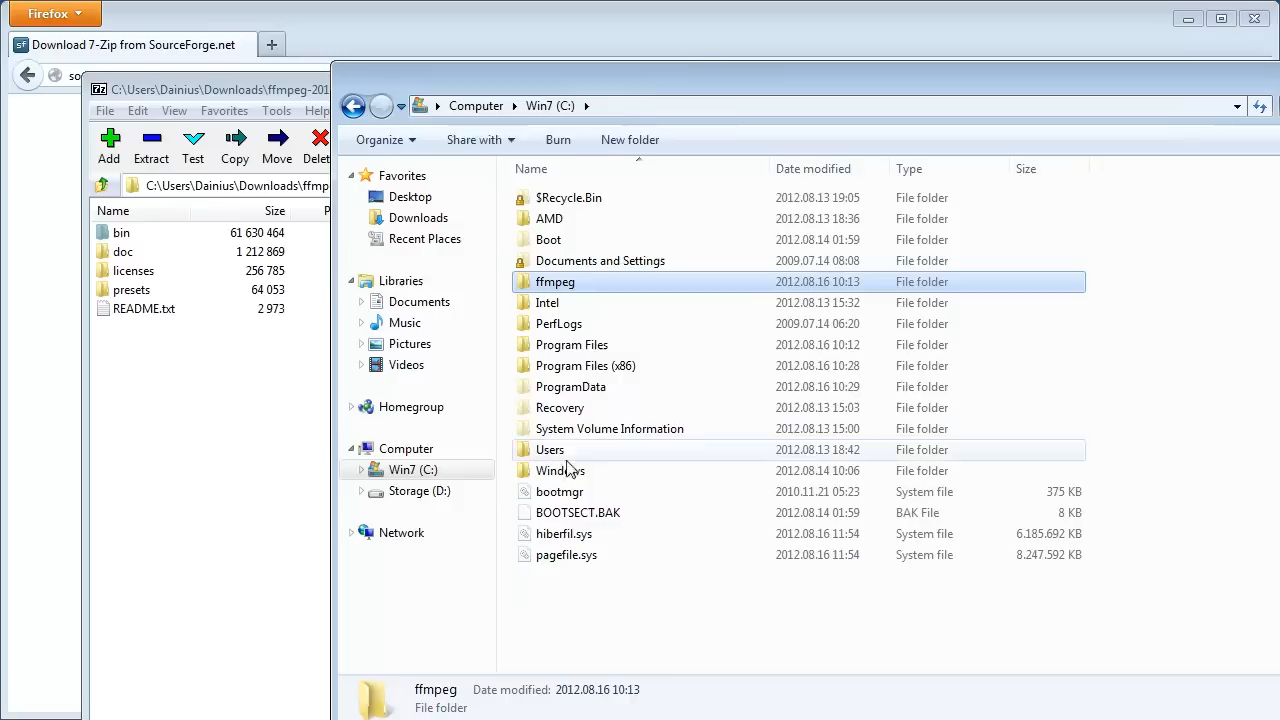 Firefox
Download 7-Zip from SourceForge.net
so
C:\Users\Dainius\Downloads\ffmpeg-201
File Edit View Favorites Tools Help
Add Extract Test Copy Move Delet
C:\Users\Dainius\Downloads\ffmp
Name Size
bin 61 630 464
doc 1 212 869
licenses 256 785
presets 64 053
README.txt 2 973
Computer Win7 (C:)
Organize Share with Burn New folder
Favorites
Desktop
Downloads
Recent Places
Libraries
Documents
Music
Pictures
Videos
Homegroup
Computer
Win7 (C:)
Storage (D:)
Network
Name Date modified Type Size
$Recycle.Bin 2012.08.13 19:05 File folder
AMD 2012.08.13 18:36 File folder
Boot 2012.08.14 01:59 File folder
Documents and Settings 2009.07.14 08:08 File folder
ffmpeg 2012.08.16 10:13 File folder
Intel 2012.08.13 15:32 File folder
PerfLogs 2009.07.14 06:20 File folder
Program Files 2012.08.16 10:12 File folder
Program Files (x86) 2012.08.16 10:28 File folder
ProgramData 2012.08.16 10:29 File folder
Recovery 2012.08.13 15:03 File folder
System Volume Information 2012.08.13 15:00 File folder
Users 2012.08.13 18:42 File folder
Windows 2012.08.14 10:06 File folder
bootmgr 2010.11.21 05:23 System file 375 KB
BOOTSECT.BAK 2012.08.14 01:59 BAK File 8 KB
hiberfil.sys 2012.08.16 11:54 System file 6.185.692 KB
pagefile.sys 2012.08.16 11:54 System file 8.247.592 KB
ffmpeg Date modified: 2012.08.16 10:13
File folder